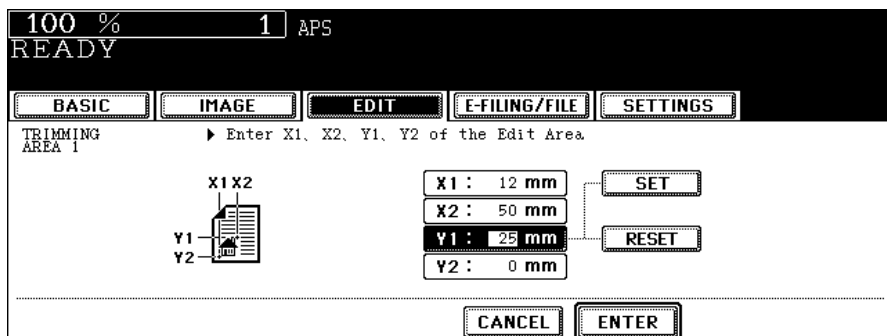 100 % 1 APS
READY
BASIC IMAGE EDIT E-FILING/FILE SETTINGS
TRIMMING
AREA 1
Enter X1, X2, Y1, Y2 of the Edit Area
X1 X2
Y1
Y2
X1 : 12 mm
X2 : 50 mm
Y1 : 25 mm
Y2 : 0 mm
SET
RESET
CANCEL ENTER